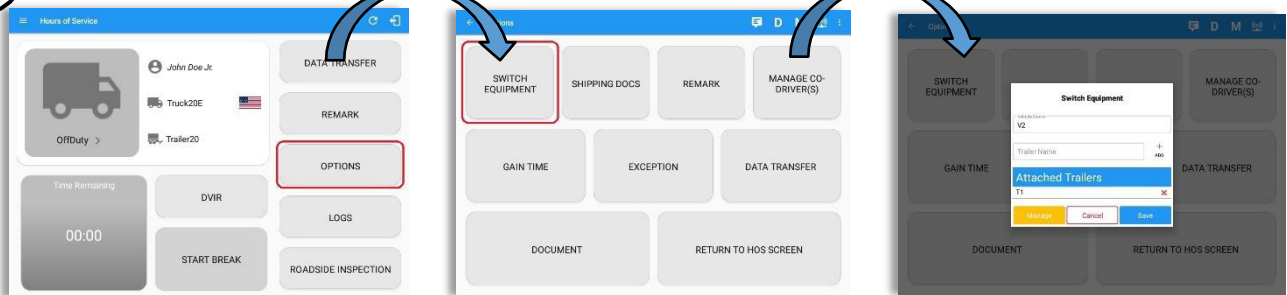 Hours of Service
John Doe Jr.
Truck20E
Trailer20
OffDuty >
Time Remaining
00:00
DVIR
START BREAK
DATA TRANSFER
REMARK
OPTIONS
LOGS
ROADSIDE INSPECTION
D
SWITCH
EQUIPMENT
SHIPPING DOCS
REMARK
MANAGE CO-
DRIVER(S)
GAIN TIME
EXCEPTION
DATA TRANSFER
DOCUMENT
RETURN TO HOS SCREEN
D M
SWITCH
EQUIPMENT
MANAGE CO-
DRIVER(S)
GAIN TIME
DATA TRANSFER
DOCUMENT
RETURN TO HOS SCREEN
Switch Equipment
V2
Trailer Name
+
ADD
Attached Trailers
T1
Manage
Cancel
Save